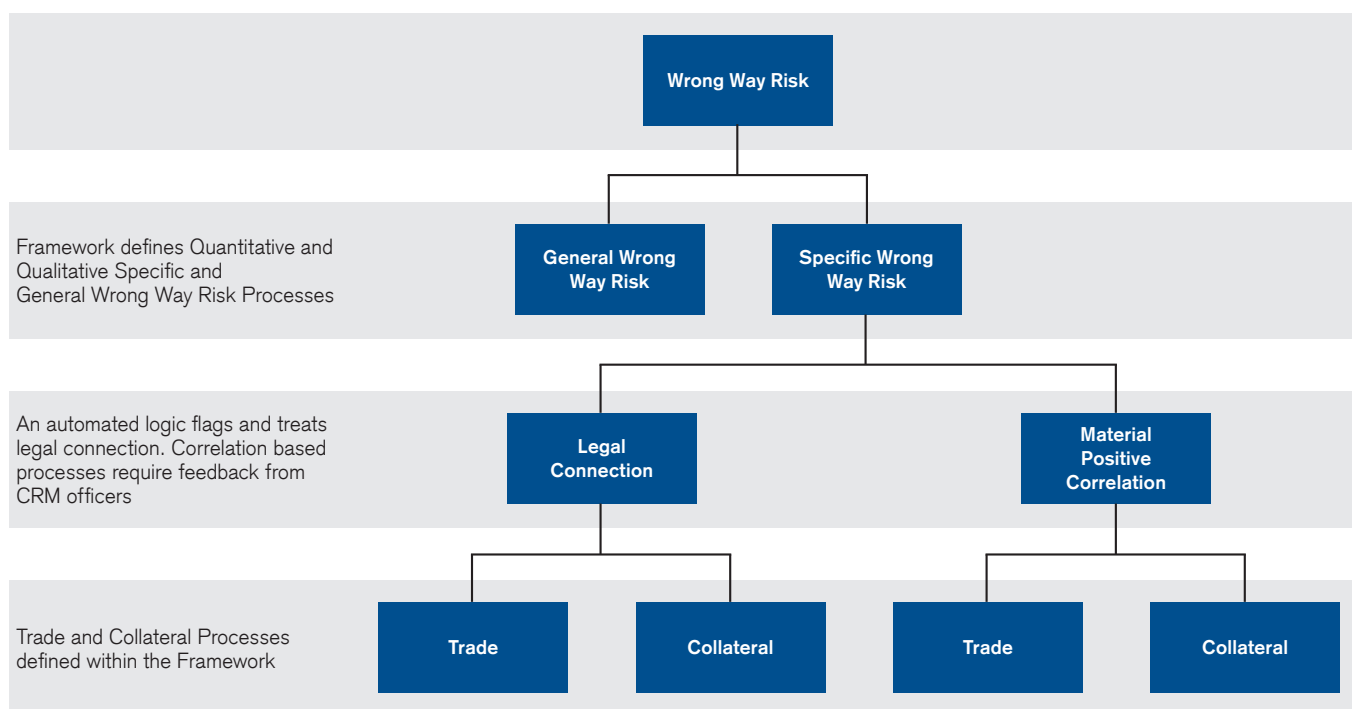 Wrong Way Risk
Framework defines Quantitative and
Qualitative Specific and
General Wrong Way Risk Processes
General Wrong
Way Risk
Specific Wrong
Way Risk
An automated logic flags and treats
legal connection. Correlation based
processes require feedback from
CRM officers
Legal
Connection
Material
Positive
Correlation
Trade and Collateral Processes
defined within the Framework
Trade
Collateral
Trade
Collateral